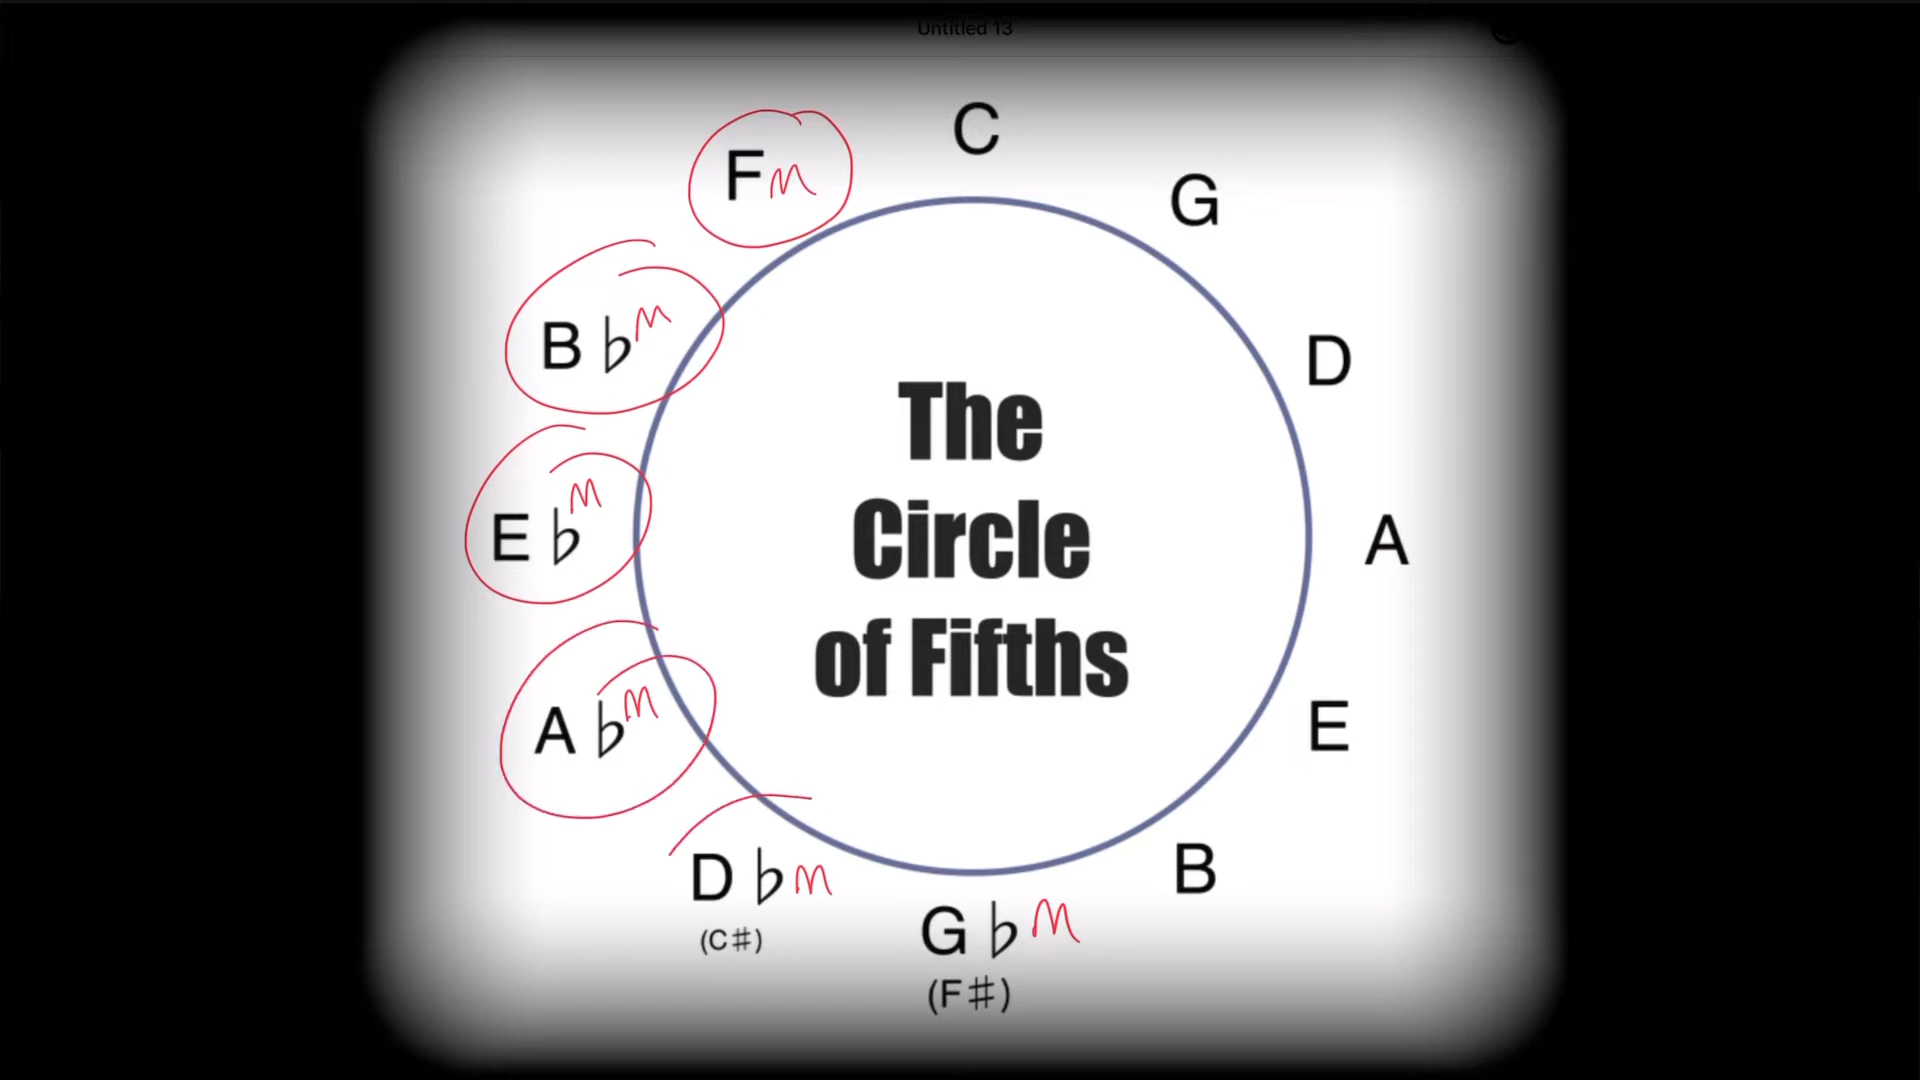 Untitled 13
C
G
D
A
E
B
G♭m
(F♯)
D♭m
(C♯)
A♭m
E♭m
B♭m
Fm
The
Circle
of Fifths